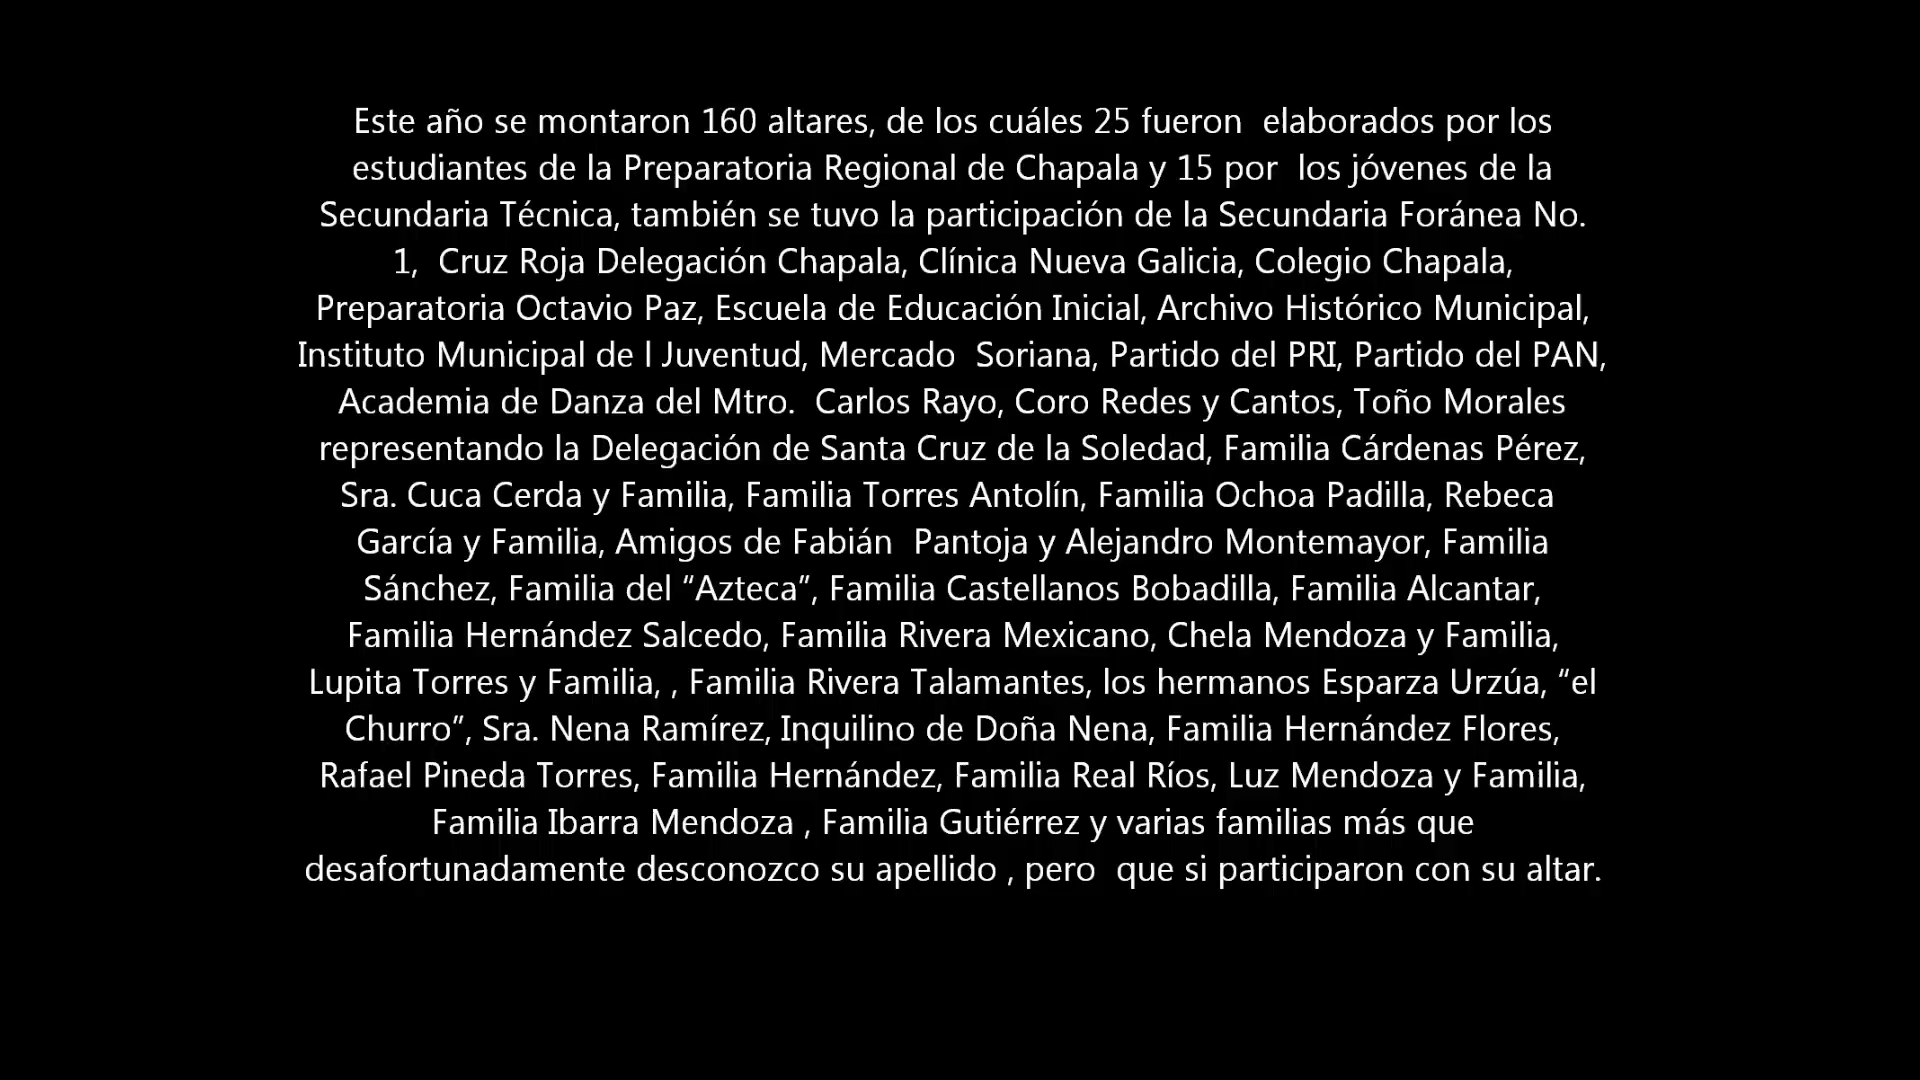 Este año se montaron 160 altares, de los cuáles 25 fueron  elaborados por los
estudiantes de la Preparatoria Regional de Chapala y 15 por  los jóvenes de la
Secundaria Técnica, también se tuvo la participación de la Secundaria Foránea No.
1,  Cruz Roja Delegación Chapala, Clínica Nueva Galicia, Colegio Chapala,
Preparatoria Octavio Paz, Escuela de Educación Inicial, Archivo Histórico Municipal,
Instituto Municipal de l Juventud, Mercado  Soriana, Partido del PRI, Partido del PAN,
Academia de Danza del Mtro.  Carlos Rayo, Coro Redes y Cantos, Toño Morales
representando la Delegación de Santa Cruz de la Soledad, Familia Cárdenas Pérez,
Sra. Cuca Cerda y Familia, Familia Torres Antolín, Familia Ochoa Padilla, Rebeca
García y Familia, Amigos de Fabián  Pantoja y Alejandro Montemayor, Familia
Sánchez, Familia del “Azteca”, Familia Castellanos Bobadilla, Familia Alcantar,
Familia Hernández Salcedo, Familia Rivera Mexicano, Chela Mendoza y Familia,
Lupita Torres y Familia, , Familia Rivera Talamantes, los hermanos Esparza Urzúa, “el
Churro”, Sra. Nena Ramírez, Inquilino de Doña Nena, Familia Hernández Flores,
Rafael Pineda Torres, Familia Hernández, Familia Real Ríos, Luz Mendoza y Familia,
Familia Ibarra Mendoza , Familia Gutiérrez y varias familias más que
desafortunadamente desconozco su apellido , pero  que si participaron con su altar.